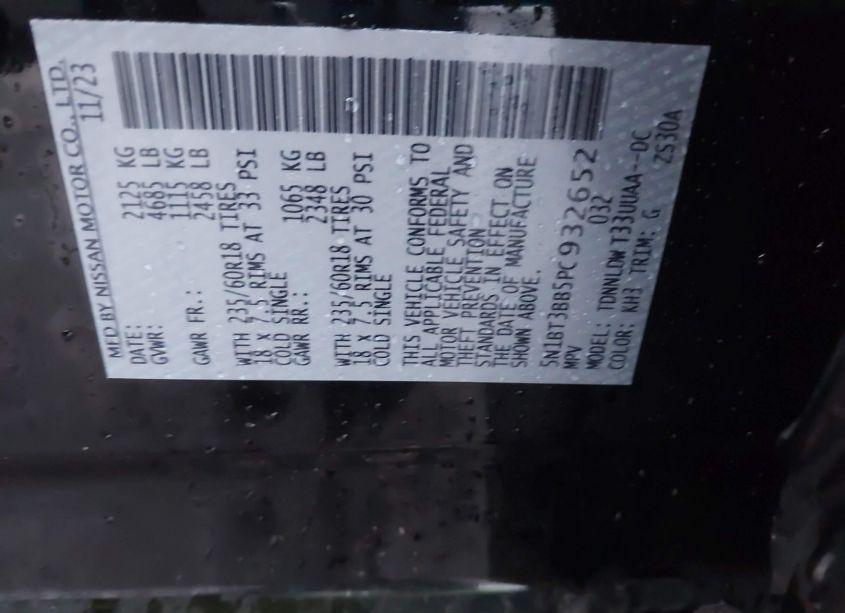 MFD BY NISSAN MOTOR CO., LTD.
DATE: 11/23
GVWR: 2125 KG
4685 LB
GAWR FR.: 1115 KG
2458 LB
WITH 235/60R18 TIRES
18 X 7.5 RIMS AT 33 PSI
COLD SINGLE
GAWR RR.: 1065 KG
2348 LB
WITH 235/60R18 TIRES
18 X 7.5 RIMS AT 30 PSI
COLD SINGLE
THIS VEHICLE CONFORMS TO
ALL APPLICABLE FEDERAL
MOTOR VEHICLE SAFETY AND
THEFT PREVENTION
STANDARDS IN EFFECT ON
THE DATE OF MANUFACTURE
SHOWN ABOVE.
5N1BT3BB5PC932652
MPV 032
MODEL: TDNNLDWT33UUAA--DC
COLOR: KH3 TRIM: G ZS30A